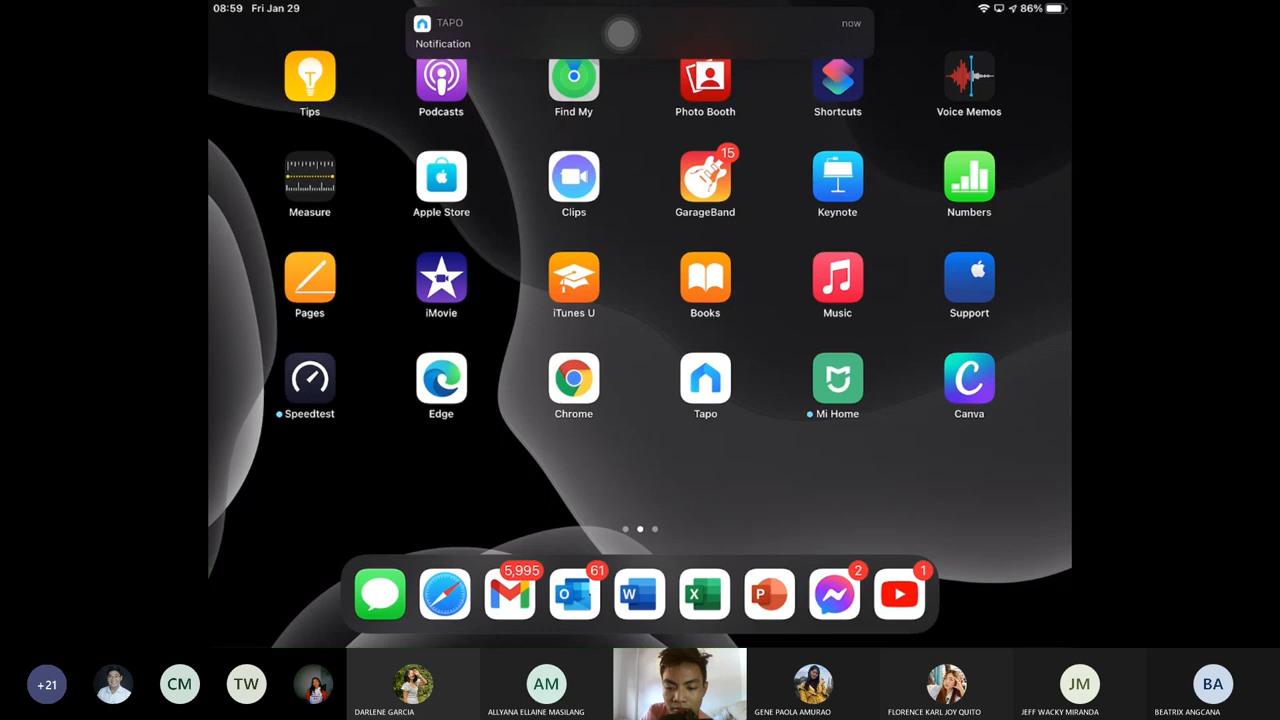 08:59 Fri Jan 29
86%
TAPO
now
Notification
Tips
Podcasts
Find My
Photo Booth
Shortcuts
Voice Memos
15
Measure
Apple Store
Clips
GarageBand
Keynote
Numbers
Pages
iMovie
iTunes U
Books
Music
Support
Speedtest
Edge
Chrome
Tapo
Mi Home
Canva
5,995
61
2
1
+21
CM
TW
AM
JM
BA
DARLENE GARCIA
ALLYANA ELLAINE MASILANG
GENE PAOLA AMURAO
FLORENCE KARL JOY QUITO
JEFF WACKY MIRANDA
BEATRIX ANGCANA